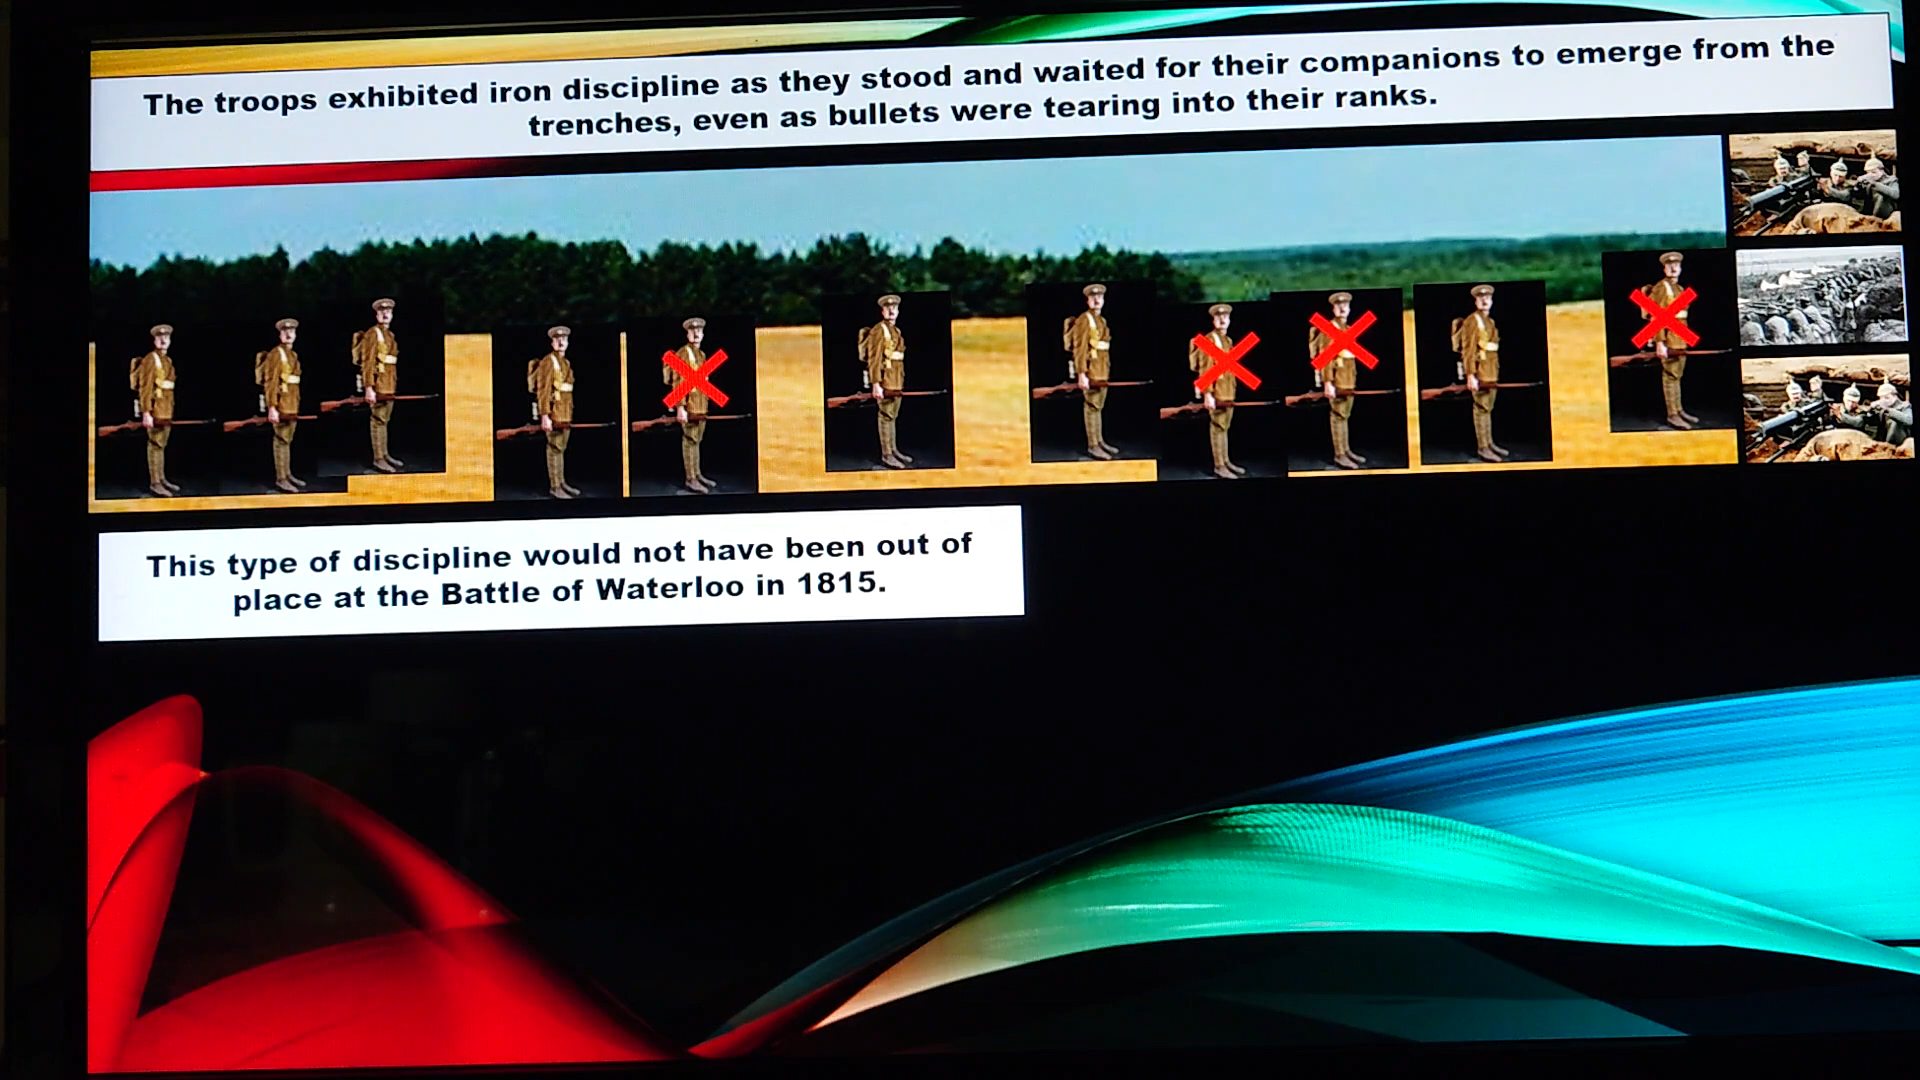 The troops exhibited iron discipline as they stood and waited for their companions to emerge from the
trenches, even as bullets were tearing into their ranks.
This type of discipline would not have been out of
place at the Battle of Waterloo in 1815.